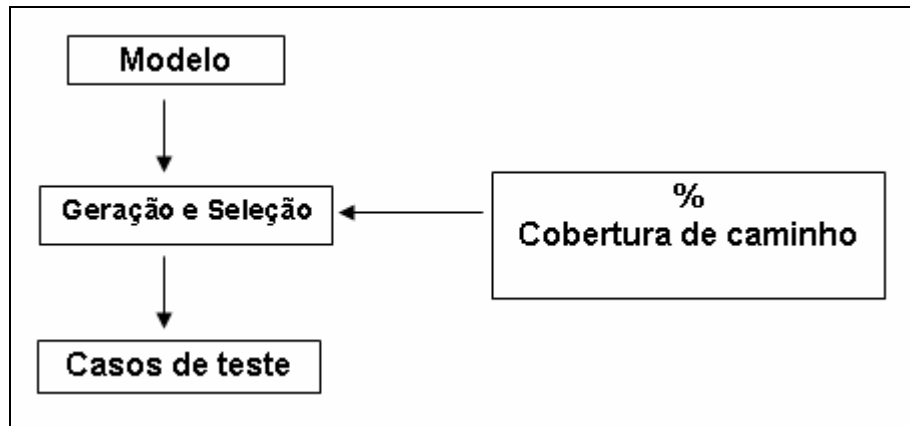 Modelo
Geração e Seleção
%
Cobertura de caminho
Casos de teste